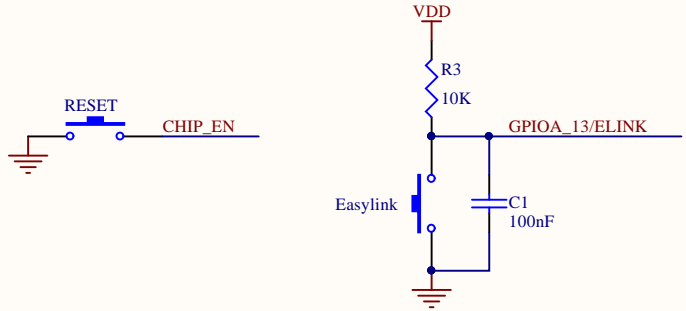 VDD
R3
10K
RESET
CHIP_EN
GPIOA_13/ELINK
Easylink
C1
100nF